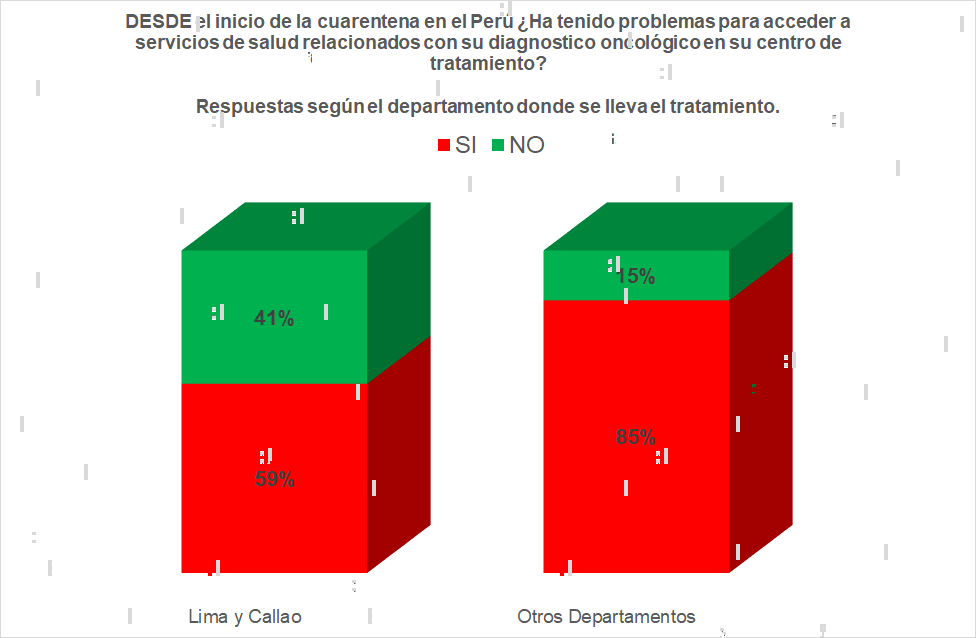 DESDE el inicio de la cuarentena en el Perú ¿Ha tenido problemas para acceder a
servicios de salud relacionados con su diagnostico oncológico en su centro de
tratamiento?
Respuestas según el departamento donde se lleva el tratamiento.
SI NO
41%
59%
15%
85%
Lima y Callao
Otros Departamentos